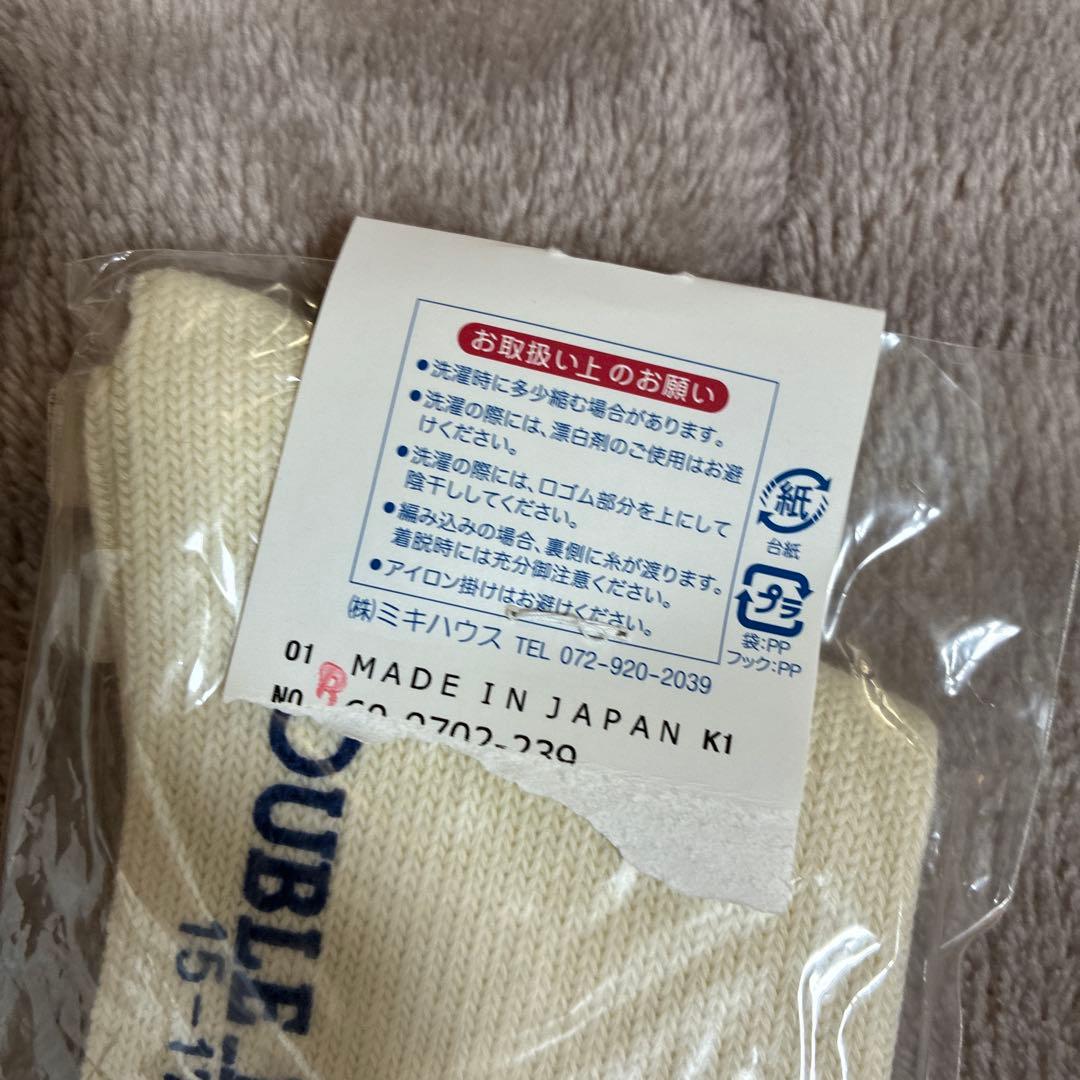 お取扱い上のお願い
●洗濯時に多少縮む場合があります。
●洗濯の際には、漂白剤のご使用はお避
けください。
●洗濯の際には、口ゴム部分を上にして
陰干ししてください。
●編み込みの場合、裏側に糸が渡ります。
着脱時には充分御注意ください。
●アイロン掛けはお避けください。
㈱ミキハウス TEL 072-920-2039
紙
台紙
プラ
袋:PP
フック:PP
01 R MADE IN JAPAN K1
NO. 60-9702-239
OUBLE
15-17